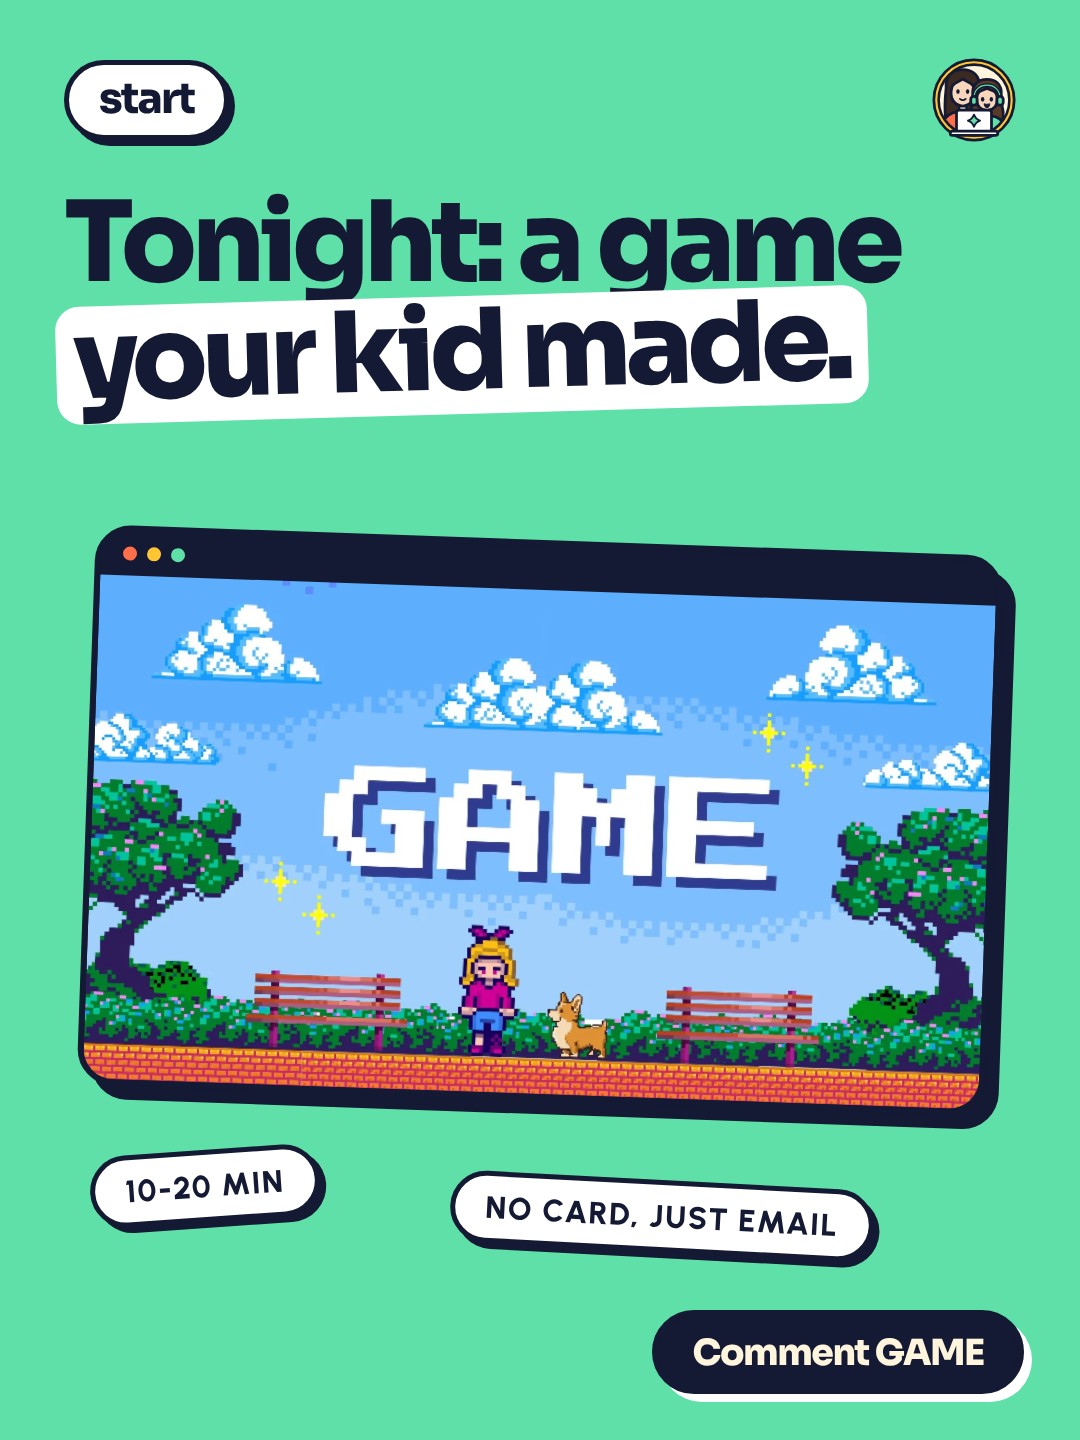 start
Tonight: a game
your kid made.
GAME
10-20 MIN
NO CARD, JUST EMAIL
Comment GAME